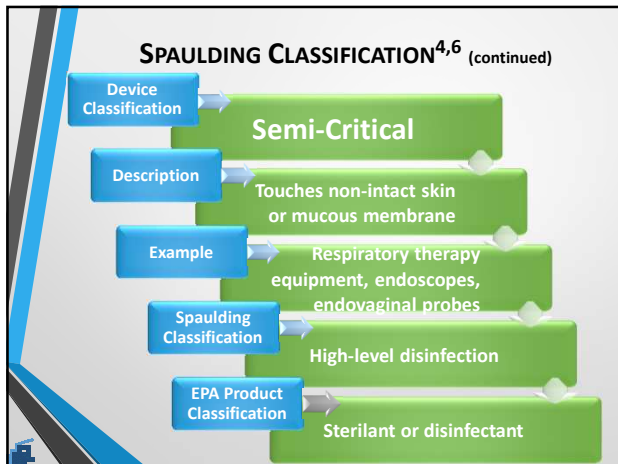 SPAULDING CLASSIFICATION4,6 (continued)
Device
Classification
Semi-Critical
Description
Touches non-intact skin
or mucous membrane
Example
Respiratory therapy
equipment, endoscopes,
endovaginal probes
Spaulding
Classification
High-level disinfection
EPA Product
Classification
Sterilant or disinfectant